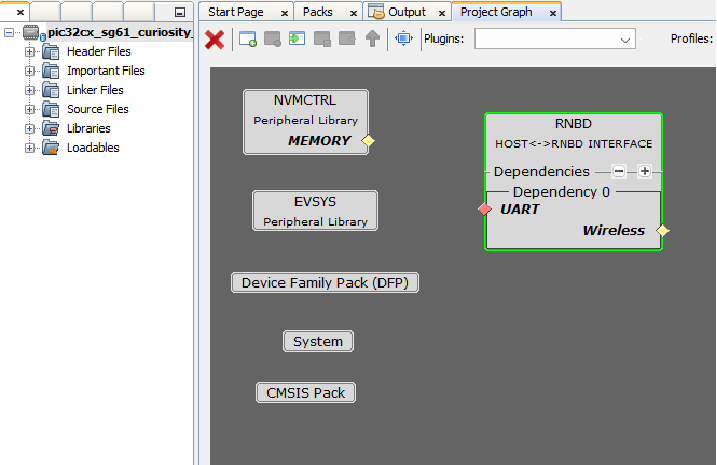 Start Page
Packs
Output
Project Graph
pic32cx_sg61_curiosity_
Header Files
Important Files
Linker Files
Source Files
Libraries
Loadables
Plugins:
Profiles:
NVMCTRL
Peripheral Library
MEMORY
EVSYS
Peripheral Library
Device Family Pack (DFP)
System
CMSIS Pack
RNBD
HOST<->RNBD INTERFACE
Dependencies
Dependency 0
UART
Wireless